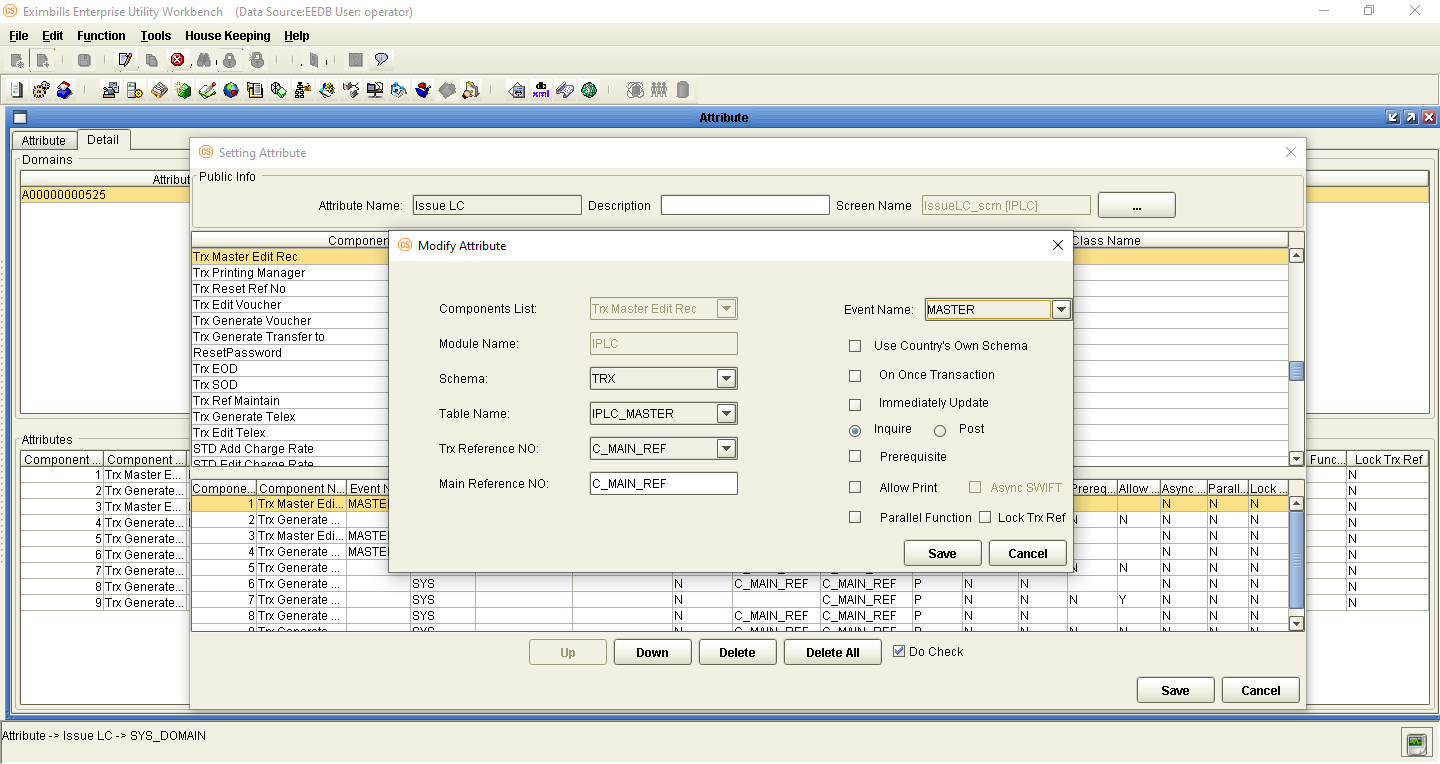 Eximbills Enterprise Utility Workbench (Data Source:EEDB User: operator)
File Edit Function Tools House Keeping Help
Attribute
Attribute Detail
Domains
A00000000525
Setting Attribute
Public Info
Attribute Name: Issue LC Description Screen Name IssueLC_scrn [IPLC] ...
Class Name
Trx Master Edit Rec
Trx Printing Manager
Trx Reset Ref No
Trx Edit Voucher
Trx Generate Voucher
Trx Generate Transfer to
ResetPassword
Trx EOD
Trx SOD
Trx Ref Maintain
Trx Generate Telex
Trx Edit Telex
STD Add Charge Rate
STD Edit Charge Rate
Modify Attribute
Components List: Trx Master Edit Rec
Module Name: IPLC
Schema: TRX
Table Name: IPLC_MASTER
Trx Reference NO: C_MAIN_REF
Main Reference NO: C_MAIN_REF
Event Name: MASTER
Use Country's Own Schema
On Once Transaction
Immediately Update
Inquire Post
Prerequisite
Allow Print Async SWIFT
Parallel Function Lock Trx Ref
Save Cancel
Attributes
Component ... Component ...
1 Trx Master E...
2 Trx Generate...
3 Trx Master E...
4 Trx Generate...
5 Trx Generate...
6 Trx Generate...
7 Trx Generate...
8 Trx Generate...
9 Trx Generate...
Func... Lock Trx Ref
N
N
N
N
N
N
N
N
N
Compone... Component N... Event N Prereq... Allow ... Async ... Parall... Lock ...
1 Trx Master Edi... MASTE N N N
2 Trx Generate ... N N N N N
3 Trx Master Edi... MASTE N N N
4 Trx Generate ... MASTE N N N
5 Trx Generate ... N N N N N
6 Trx Generate ... SYS N C_MAIN_REF C_MAIN_REF P N N N N N
7 Trx Generate ... SYS N C_MAIN_REF P N N N Y N N N
8 Trx Generate ... SYS N C_MAIN_REF C_MAIN_REF P N N N N N
9 Trx Generate SYS N C_MAIN_REF C_MAIN_REF P N N N N N N N
Up Down Delete Delete All Do Check
Save Cancel
Attribute -> Issue LC -> SYS_DOMAIN